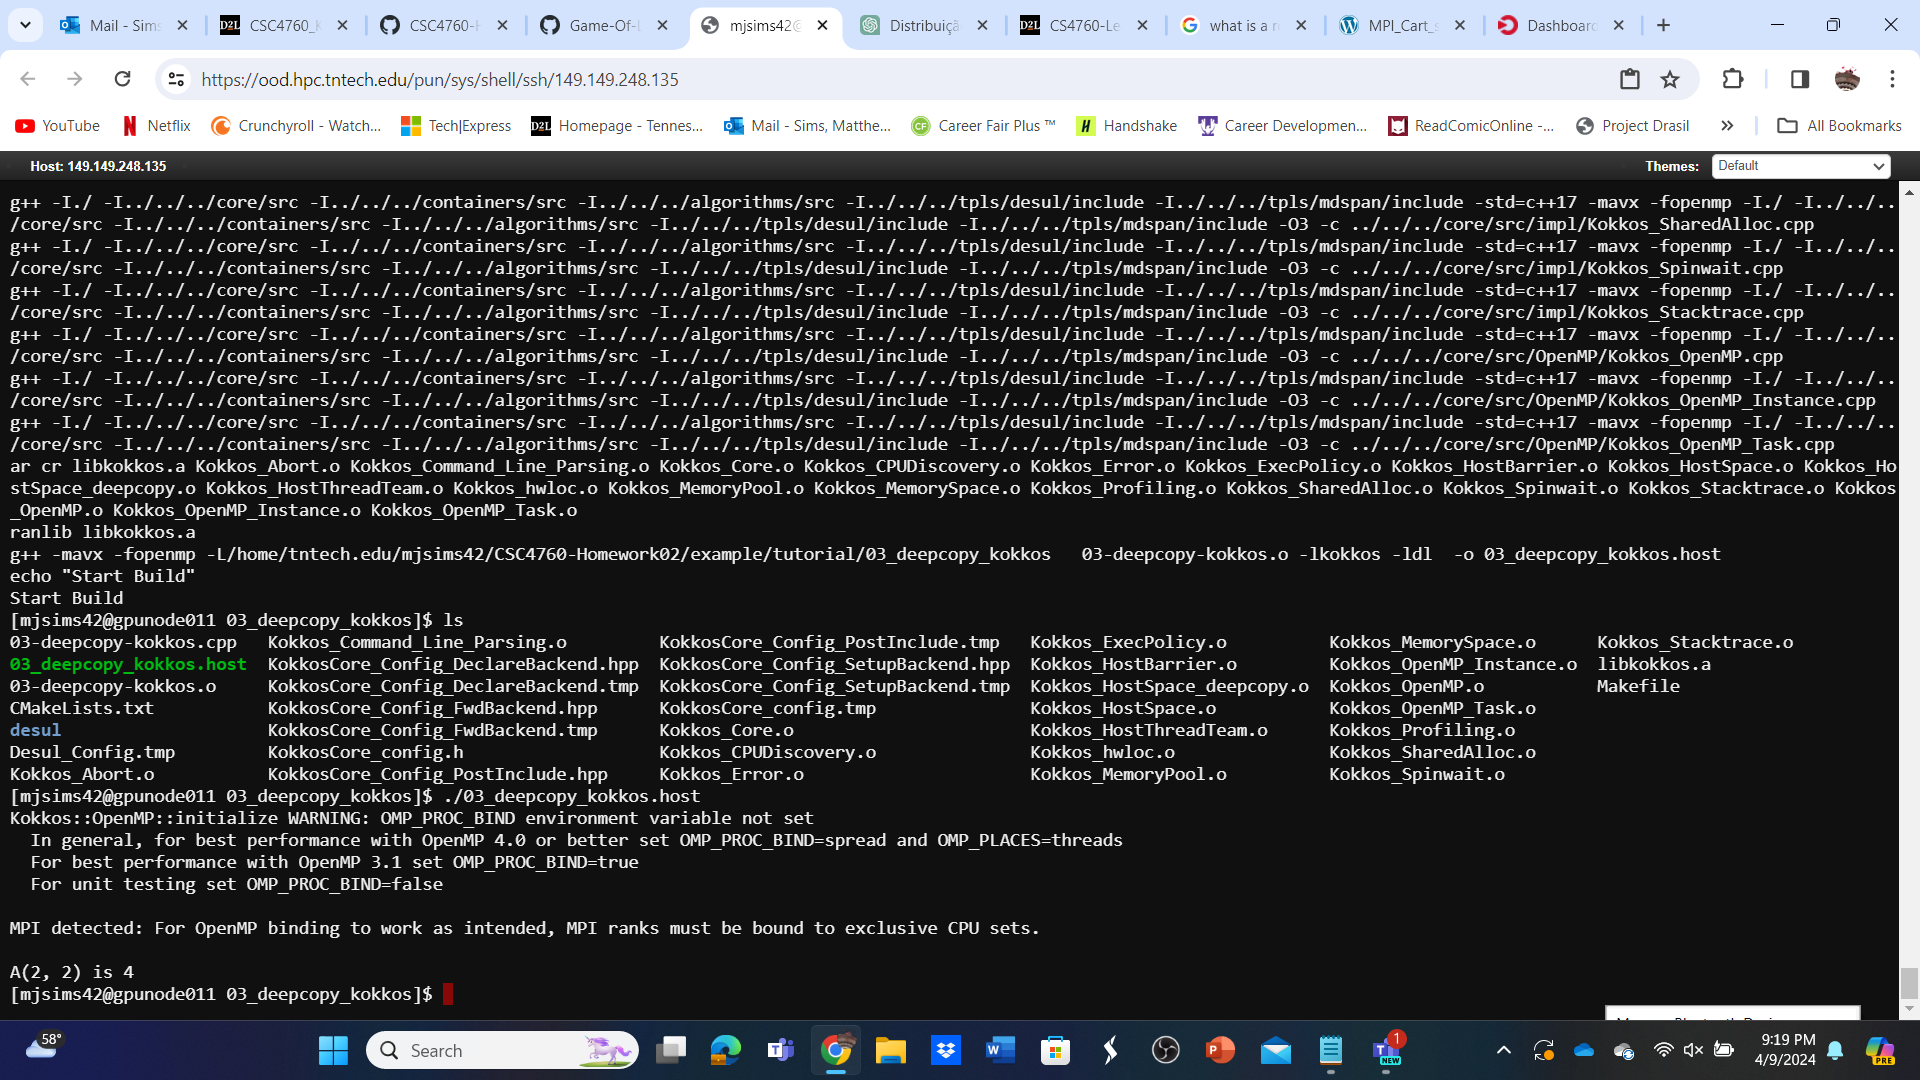 Mail - Sims
CSC4760_K
CSC4760-H
Game-Of-L
mjsims42@
Distribuiçã
CS4760-Le
what is a r
MPI_Cart_s
Dashboard
https://ood.hpc.tntech.edu/pun/sys/shell/ssh/149.149.248.135
YouTube
Netflix
Crunchyroll - Watch...
Tech|Express
Homepage - Tennes...
Mail - Sims, Matthe...
Career Fair Plus ™
Handshake
Career Developmen...
ReadComicOnline -...
Project Drasil
All Bookmarks
Host: 149.149.248.135
Themes:
Default
g++ -I./ -I../../../core/src -I../../../containers/src -I../../../algorithms/src -I../../../tpls/desul/include -I../../../tpls/mdspan/include -std=c++17 -mavx -fopenmp -I./ -I../../..
/core/src -I../../../containers/src -I../../../algorithms/src -I../../../tpls/desul/include -I../../../tpls/mdspan/include -O3 -c ../../../core/src/impl/Kokkos_SharedAlloc.cpp
g++ -I./ -I../../../core/src -I../../../containers/src -I../../../algorithms/src -I../../../tpls/desul/include -I../../../tpls/mdspan/include -std=c++17 -mavx -fopenmp -I./ -I../../..
/core/src -I../../../containers/src -I../../../algorithms/src -I../../../tpls/desul/include -I../../../tpls/mdspan/include -O3 -c ../../../core/src/impl/Kokkos_Spinwait.cpp
g++ -I./ -I../../../core/src -I../../../containers/src -I../../../algorithms/src -I../../../tpls/desul/include -I../../../tpls/mdspan/include -std=c++17 -mavx -fopenmp -I./ -I../../..
/core/src -I../../../containers/src -I../../../algorithms/src -I../../../tpls/desul/include -I../../../tpls/mdspan/include -O3 -c ../../../core/src/impl/Kokkos_Stacktrace.cpp
g++ -I./ -I../../../core/src -I../../../containers/src -I../../../algorithms/src -I../../../tpls/desul/include -I../../../tpls/mdspan/include -std=c++17 -mavx -fopenmp -I./ -I../../..
/core/src -I../../../containers/src -I../../../algorithms/src -I../../../tpls/desul/include -I../../../tpls/mdspan/include -O3 -c ../../../core/src/OpenMP/Kokkos_OpenMP.cpp
g++ -I./ -I../../../core/src -I../../../containers/src -I../../../algorithms/src -I../../../tpls/desul/include -I../../../tpls/mdspan/include -std=c++17 -mavx -fopenmp -I./ -I../../..
/core/src -I../../../containers/src -I../../../algorithms/src -I../../../tpls/desul/include -I../../../tpls/mdspan/include -O3 -c ../../../core/src/OpenMP/Kokkos_OpenMP_Instance.cpp
g++ -I./ -I../../../core/src -I../../../containers/src -I../../../algorithms/src -I../../../tpls/desul/include -I../../../tpls/mdspan/include -std=c++17 -mavx -fopenmp -I./ -I../../..
/core/src -I../../../containers/src -I../../../algorithms/src -I../../../tpls/desul/include -I../../../tpls/mdspan/include -O3 -c ../../../core/src/OpenMP/Kokkos_OpenMP_Task.cpp
ar cr libkokkos.a Kokkos_Abort.o Kokkos_Command_Line_Parsing.o Kokkos_Core.o Kokkos_CPUDiscovery.o Kokkos_Error.o Kokkos_ExecPolicy.o Kokkos_HostBarrier.o Kokkos_HostSpace.o Kokkos_Ho
stSpace_deepcopy.o Kokkos_HostThreadTeam.o Kokkos_hwloc.o Kokkos_MemoryPool.o Kokkos_MemorySpace.o Kokkos_Profiling.o Kokkos_SharedAlloc.o Kokkos_Spinwait.o Kokkos_Stacktrace.o Kokkos
_OpenMP.o Kokkos_OpenMP_Instance.o Kokkos_OpenMP_Task.o
ranlib libkokkos.a
g++ -mavx -fopenmp -L/home/tntech.edu/mjsims42/CSC4760-Homework02/example/tutorial/03_deepcopy_kokkos   03-deepcopy-kokkos.o -lkokkos -ldl  -o 03_deepcopy_kokkos.host
echo "Start Build"
Start Build
[mjsims42@gpunode011 03_deepcopy_kokkos]$ ls
03-deepcopy-kokkos.cpp   Kokkos_Command_Line_Parsing.o   KokkosCore_Config_PostInclude.tmp   Kokkos_ExecPolicy.o   Kokkos_MemorySpace.o   Kokkos_Stacktrace.o
03_deepcopy_kokkos.host   KokkosCore_Config_DeclareBackend.hpp   KokkosCore_Config_SetupBackend.hpp   Kokkos_HostBarrier.o   Kokkos_OpenMP_Instance.o   libkokkos.a
03-deepcopy-kokkos.o   KokkosCore_Config_DeclareBackend.tmp   KokkosCore_Config_SetupBackend.tmp   Kokkos_HostSpace_deepcopy.o   Kokkos_OpenMP.o   Makefile
CMakeLists.txt   KokkosCore_Config_FwdBackend.hpp   KokkosCore_config.tmp   Kokkos_HostSpace.o   Kokkos_OpenMP_Task.o
desul   KokkosCore_Config_FwdBackend.tmp   Kokkos_Core.o   Kokkos_HostThreadTeam.o   Kokkos_Profiling.o
Desul_Config.tmp   KokkosCore_config.h   Kokkos_CPUDiscovery.o   Kokkos_hwloc.o   Kokkos_SharedAlloc.o
Kokkos_Abort.o   KokkosCore_Config_PostInclude.hpp   Kokkos_Error.o   Kokkos_MemoryPool.o   Kokkos_Spinwait.o
[mjsims42@gpunode011 03_deepcopy_kokkos]$ ./03_deepcopy_kokkos.host
Kokkos::OpenMP::initialize WARNING: OMP_PROC_BIND environment variable not set
In general, for best performance with OpenMP 4.0 or better set OMP_PROC_BIND=spread and OMP_PLACES=threads
For best performance with OpenMP 3.1 set OMP_PROC_BIND=true
For unit testing set OMP_PROC_BIND=false
MPI detected: For OpenMP binding to work as intended, MPI ranks must be bound to exclusive CPU sets.
A(2, 2) is 4
[mjsims42@gpunode011 03_deepcopy_kokkos]$
58°
Search
1
NEW
9:19 PM
4/9/2024
PRE